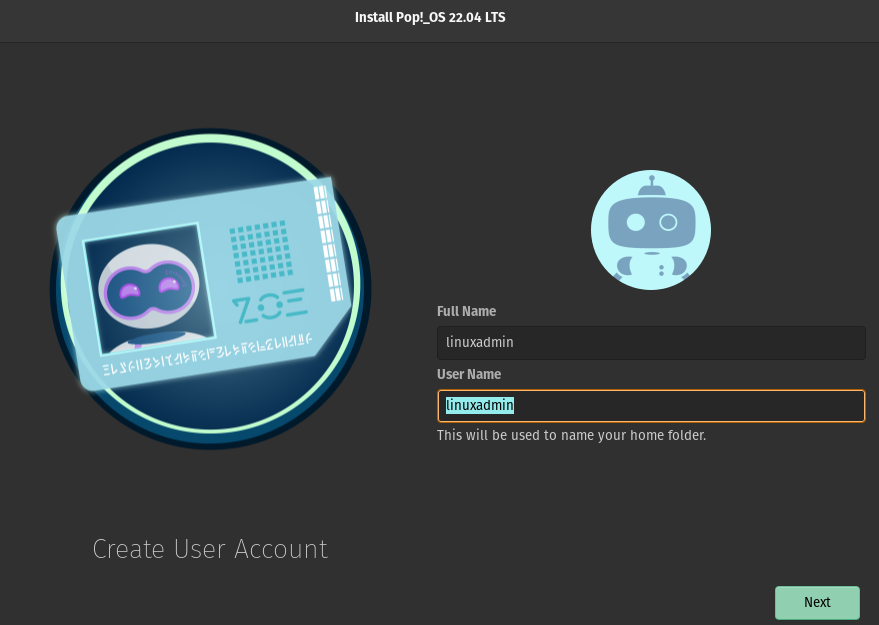 Install Pop!_OS 22.04 LTS
ZOE
Full Name
linuxadmin
User Name
linuxadmin
This will be used to name your home folder.
Create User Account
Next